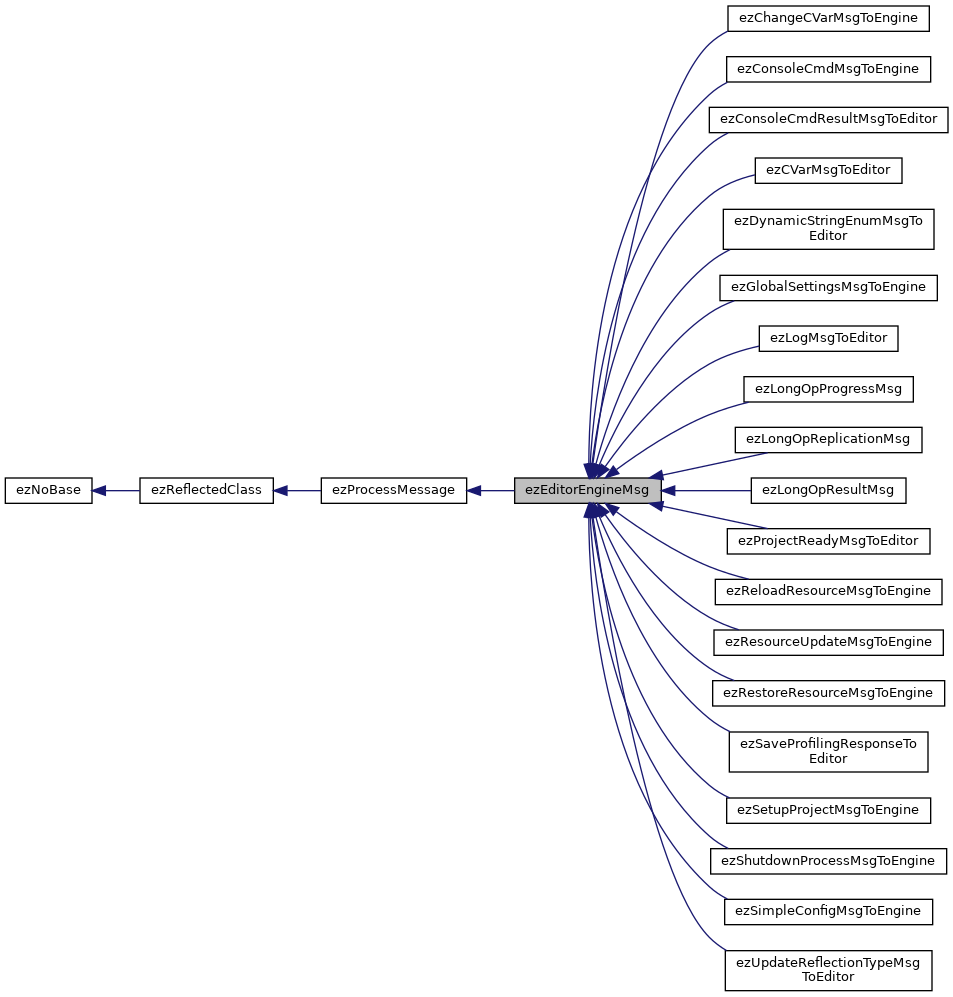 ezChangeCVarMsgToEngine
ezConsoleCmdMsgToEngine
ezConsoleCmdResultMsgToEditor
ezCVarMsgToEditor
ezDynamicStringEnumMsgTo
Editor
ezGlobalSettingsMsgToEngine
ezLogMsgToEditor
ezLongOpProgressMsg
ezLongOpReplicationMsg
ezNoBase
ezReflectedClass
ezProcessMessage
ezEditorEngineMsg
ezLongOpResultMsg
ezProjectReadyMsgToEditor
ezReloadResourceMsgToEngine
ezResourceUpdateMsgToEngine
ezRestoreResourceMsgToEngine
ezSaveProfilingResponseTo
Editor
ezSetupProjectMsgToEngine
ezShutdownProcessMsgToEngine
ezSimpleConfigMsgToEngine
ezUpdateReflectionTypeMsg
ToEditor